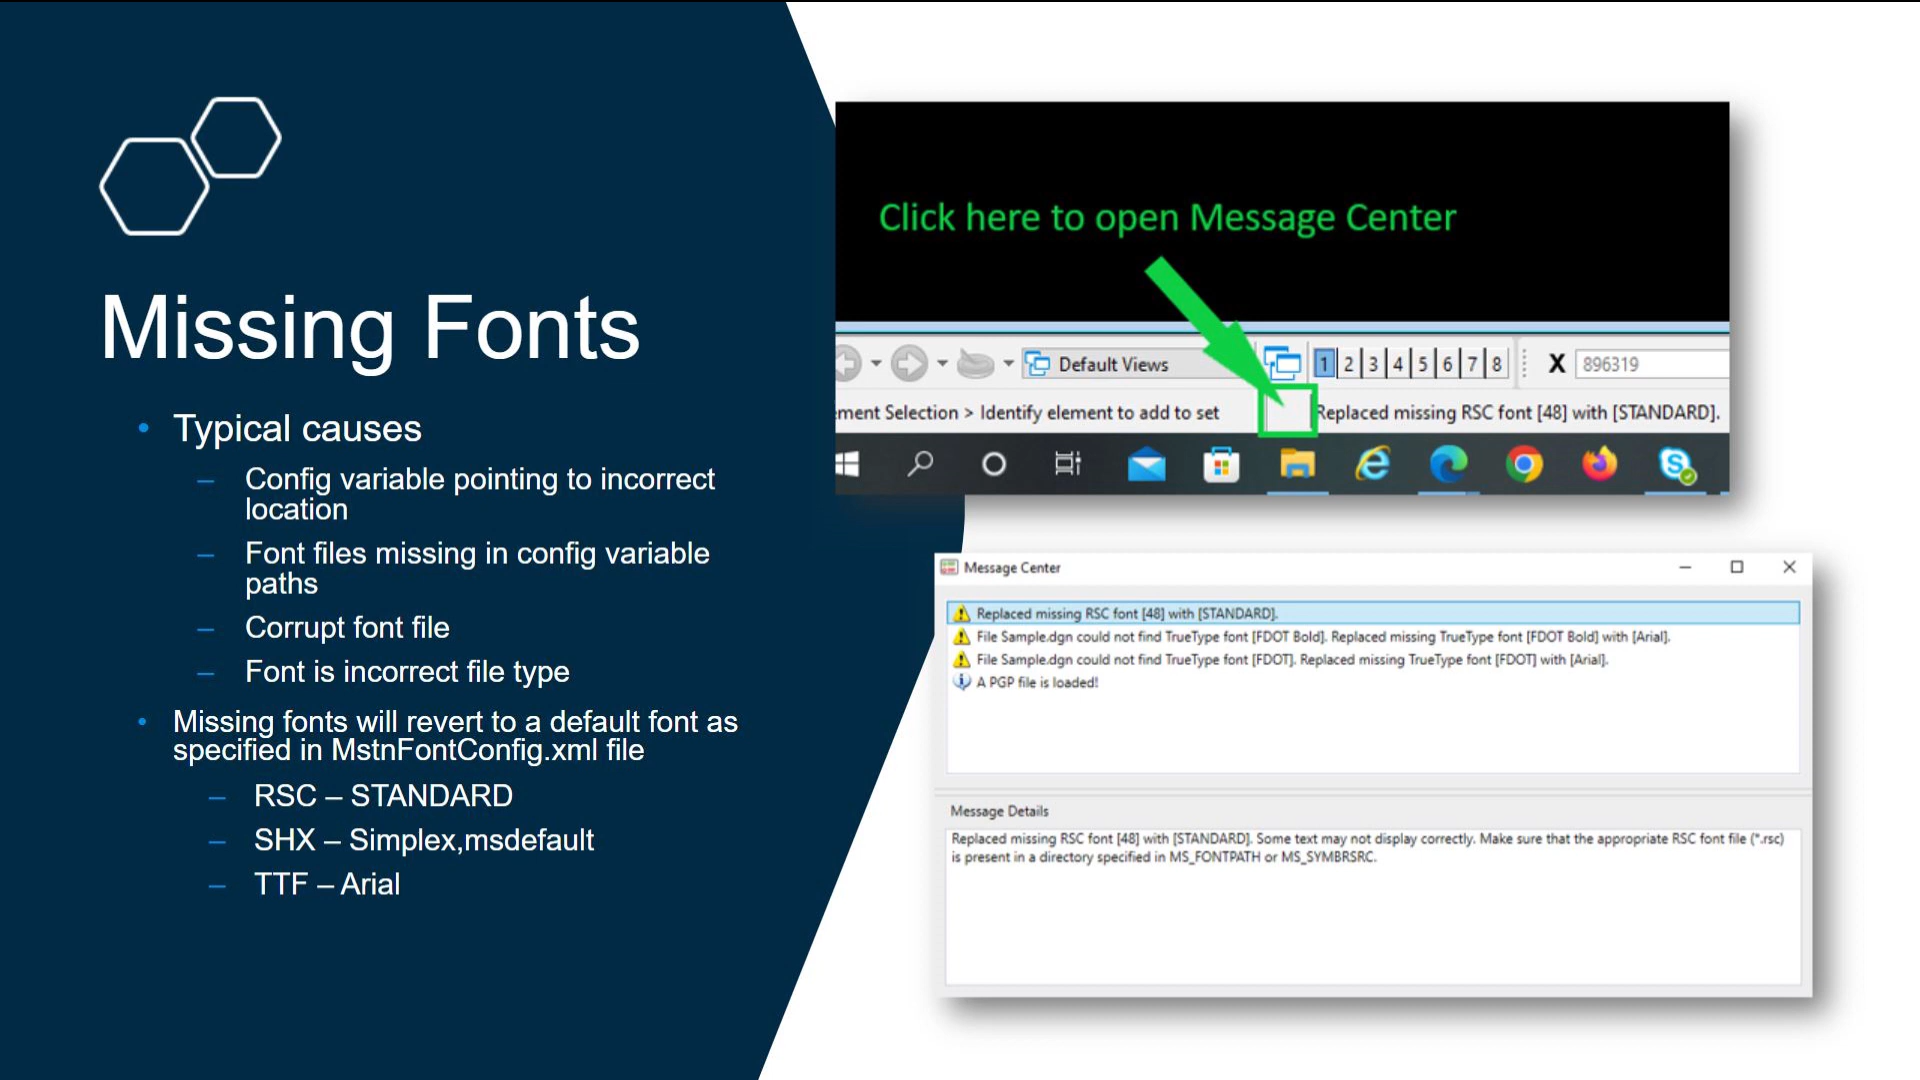 Missing Fonts
• Typical causes
– Config variable pointing to incorrect
location
– Font files missing in config variable
paths
– Corrupt font file
– Font is incorrect file type
• Missing fonts will revert to a default font as
specified in MstnFontConfig.xml file
– RSC – STANDARD
– SHX – Simplex,msdefault
– TTF – Arial
Click here to open Message Center
Default Views
1 2 3 4 5 6 7 8
X 896319
ment Selection > Identify element to add to set
Replaced missing RSC font [48] with [STANDARD].
Message Center
Replaced missing RSC font [48] with [STANDARD].
File Sample.dgn could not find TrueType font [FDOT Bold]. Replaced missing TrueType font [FDOT Bold] with [Arial].
File Sample.dgn could not find TrueType font [FDOT]. Replaced missing TrueType font [FDOT] with [Arial].
A PGP file is loaded!
Message Details
Replaced missing RSC font [48] with [STANDARD]. Some text may not display correctly. Make sure that the appropriate RSC font file (*.rsc)
is present in a directory specified in MS_FONTPATH or MS_SYMBRSRC.